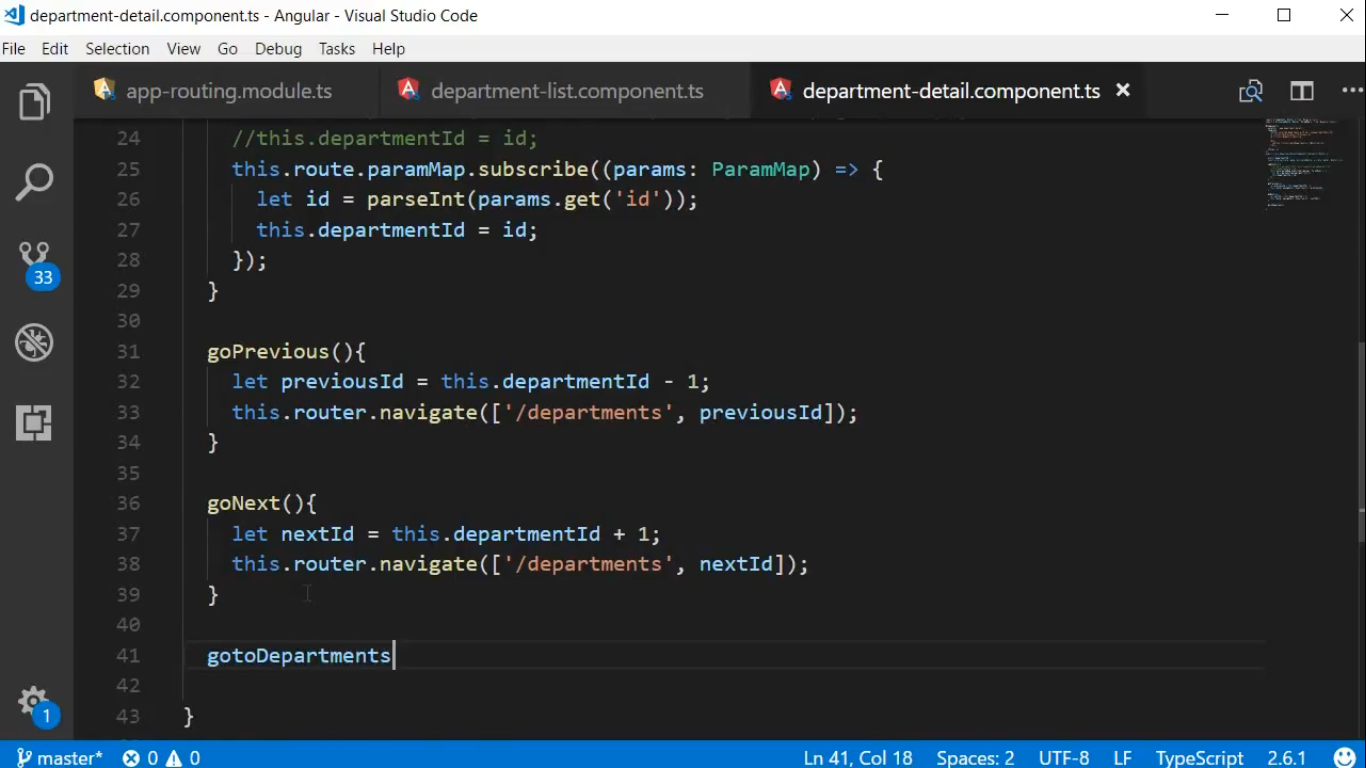 department-detail.component.ts - Angular - Visual Studio Code
File Edit Selection View Go Debug Tasks Help
app-routing.module.ts department-list.component.ts department-detail.component.ts
24 //this.departmentId = id;
25 this.route.paramMap.subscribe((params: ParamMap) => {
26 let id = parseInt(params.get('id'));
27 this.departmentId = id;
28 });
29 }
30
31 goPrevious(){
32 let previousId = this.departmentId - 1;
33 this.router.navigate(['/departments', previousId]);
34 }
35
36 goNext(){
37 let nextId = this.departmentId + 1;
38 this.router.navigate(['/departments', nextId]);
39 }
40
41 gotoDepartments
42
43 }
33
1
master* 0 0 Ln 41, Col 18 Spaces: 2 UTF-8 LF TypeScript 2.6.1